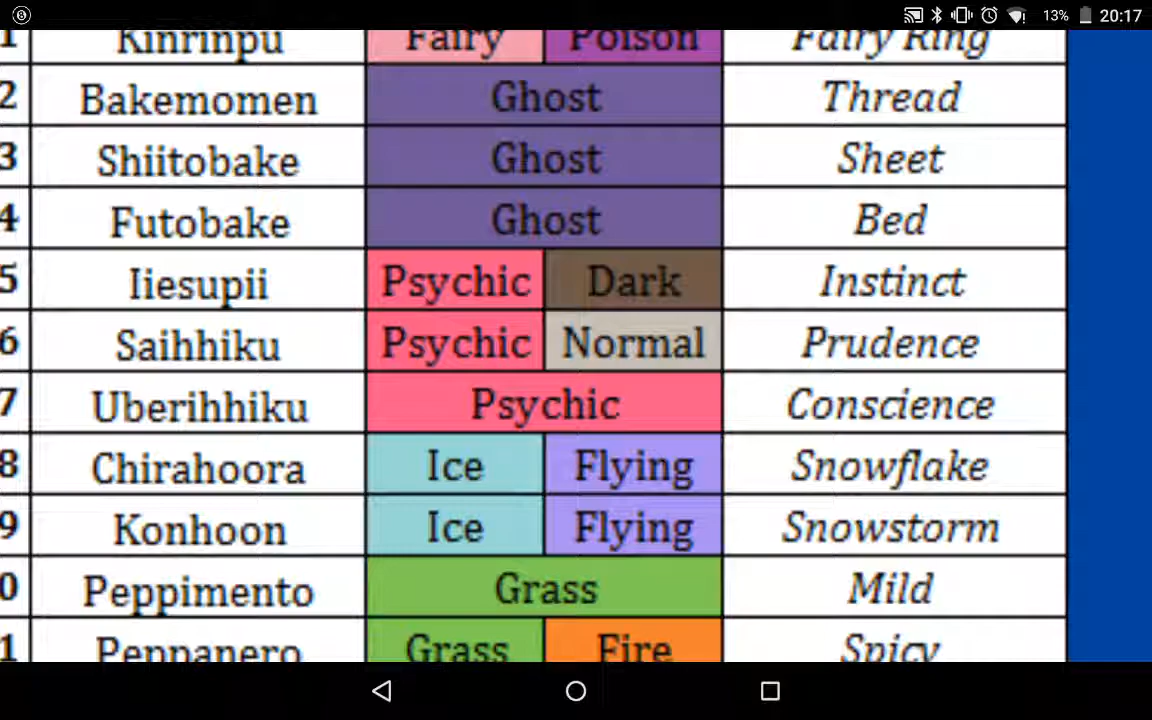 13% 20:17
1 Kinrinpu Fairy Poison Fairy Ring
2 Bakemomen Ghost Thread
3 Shiitobake Ghost Sheet
4 Futobake Ghost Bed
5 Iiesupii Psychic Dark Instinct
6 Saihhiku Psychic Normal Prudence
7 Uberihhiku Psychic Conscience
8 Chirahoora Ice Flying Snowflake
9 Konhoon Ice Flying Snowstorm
0 Peppimento Grass Mild
1 Peppanero Grass Fire Spicy